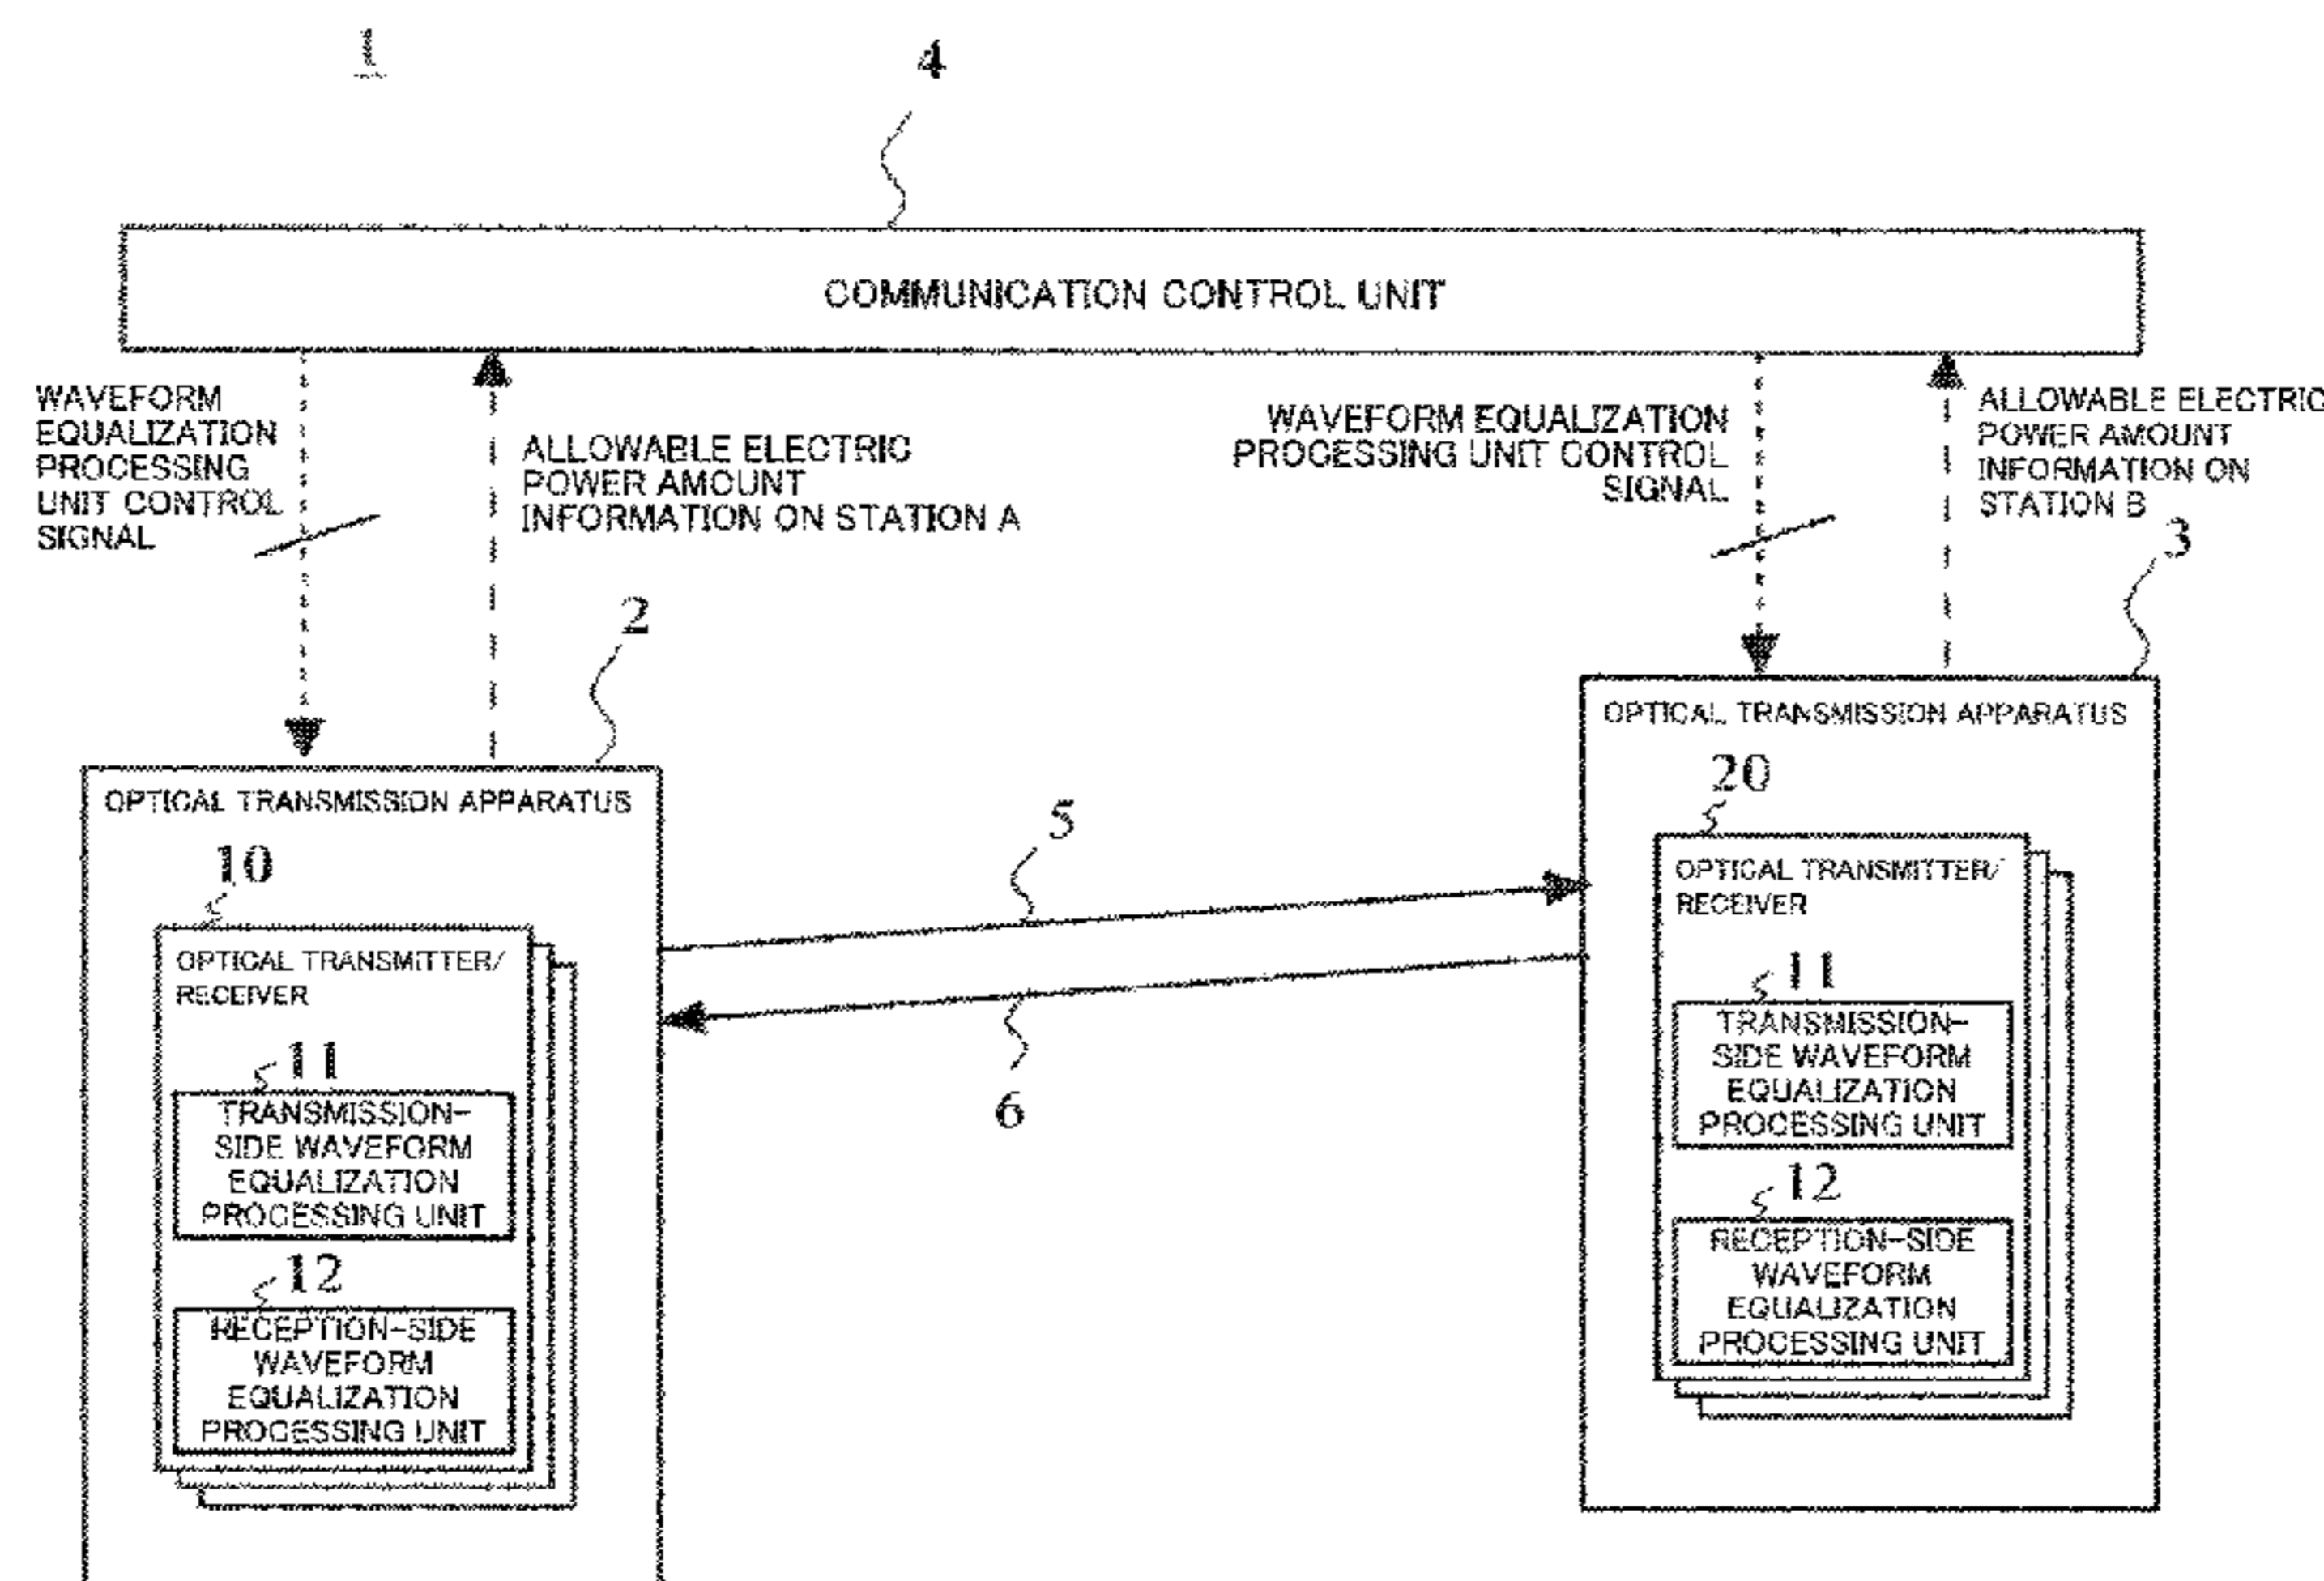 1
4
COMMUNICATION CONTROL UNIT
WAVEFORM
EQUALIZATION
PROCESSING
UNIT CONTROL
SIGNAL
ALLOWABLE ELECTRIC
POWER AMOUNT
INFORMATION ON STATION A
WAVEFORM EQUALIZATION
PROCESSING UNIT CONTROL
SIGNAL
ALLOWABLE ELECTRIC
POWER AMOUNT
INFORMATION ON
STATION B
2
3
OPTICAL TRANSMISSION APPARATUS
10
OPTICAL TRANSMITTER/
RECEIVER
11
TRANSMISSION-
SIDE WAVEFORM
EQUALIZATION
PROCESSING UNIT
12
RECEPTION-SIDE
WAVEFORM
EQUALIZATION
PROCESSING UNIT
5
6
OPTICAL TRANSMISSION APPARATUS
20
OPTICAL TRANSMITTER/
RECEIVER
11
TRANSMISSION-
SIDE WAVEFORM
EQUALIZATION
PROCESSING UNIT
12
RECEPTION-SIDE
WAVEFORM
EQUALIZATION
PROCESSING UNIT